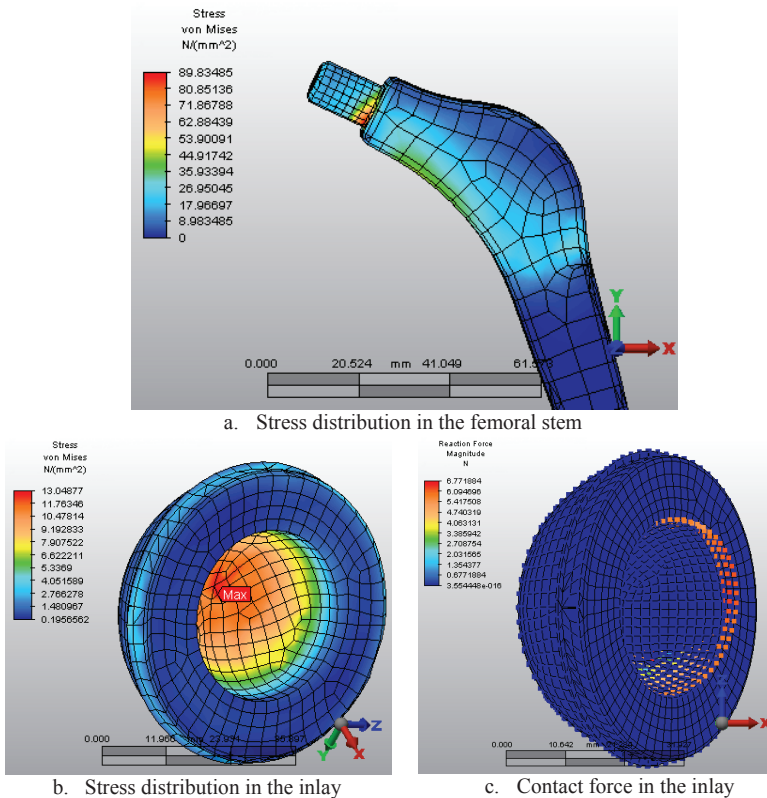 Stress
von Mises
N/(mm^2)
89.83485
80.85136
71.86788
62.88439
53.90091
44.91742
35.93394
26.95045
17.96697
8.983485
0
Y
X
0.000 20.524 mm 41.049
a. Stress distribution in the femoral stem
Stress
von Mises
N/(mm^2)
13.04877
11.76346
10.47814
9.192833
7.907522
6.622211
5.3369
4.051589
2.766278
1.480967
0.1956562
Max
Z
Y
X
0.000 11.966 mm
b. Stress distribution in the inlay
Reaction Force
Magnitude
N
6.771884
6.094696
5.417508
4.740319
4.063131
3.385942
2.708754
2.031565
1.354377
0.6771884
3.554448e-016
X
0.000 10.642 mm
c. Contact force in the inlay